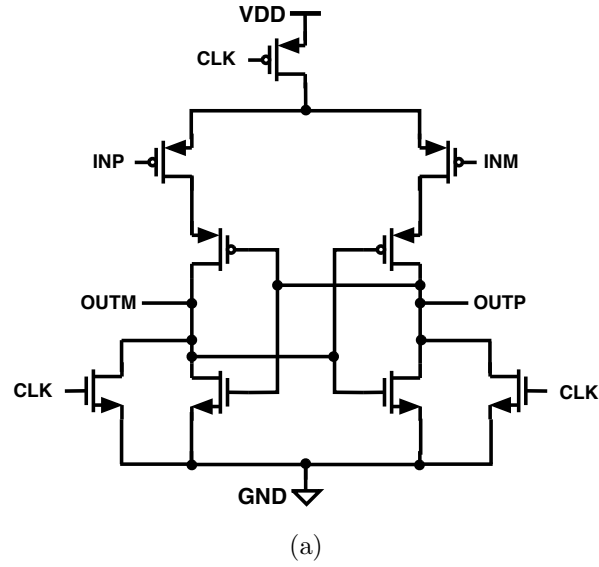 VDD
CLK
INP INM
OUTM OUTP
CLK CLK
GND
(a)